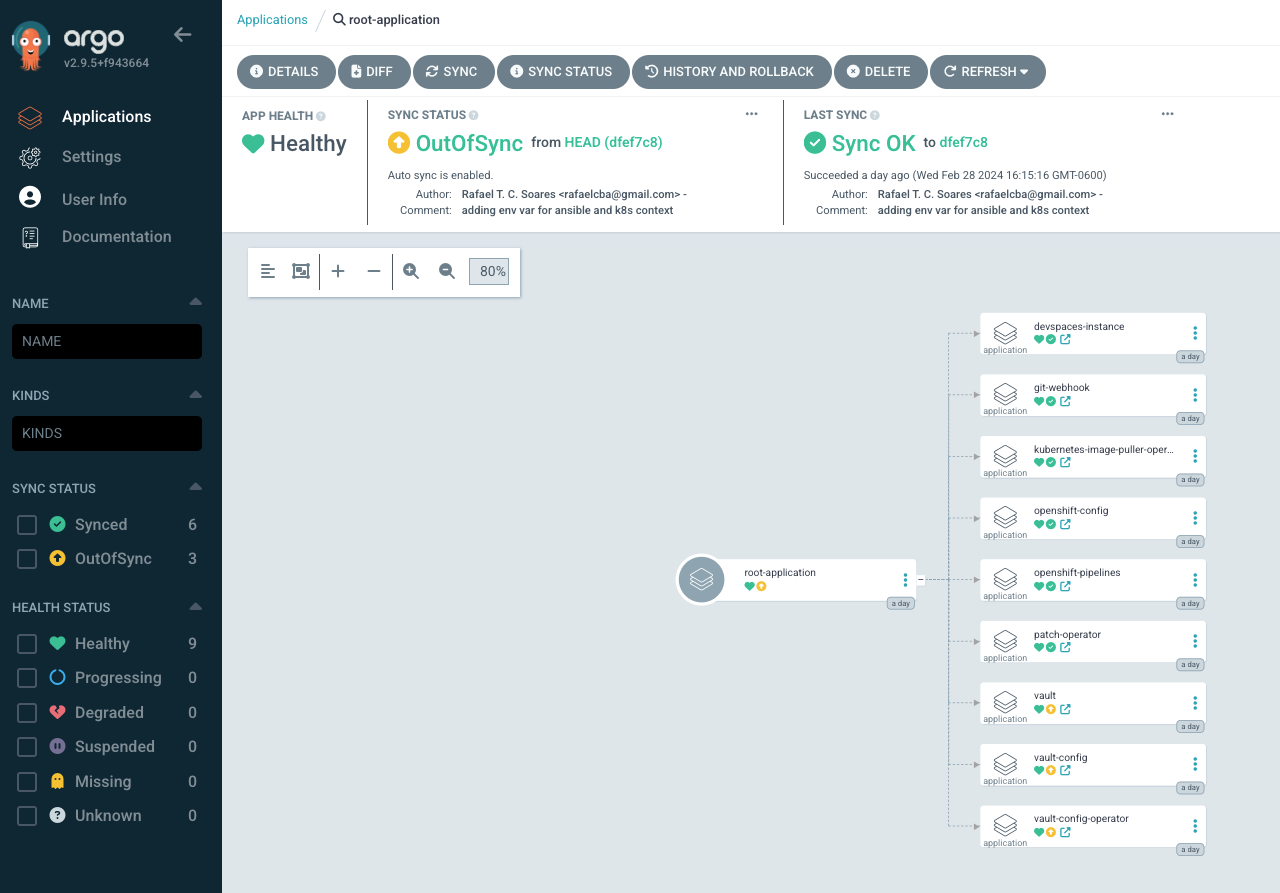 argo
v2.9.5+f943664
Applications
Settings
User Info
Documentation
NAME
NAME
KINDS
KINDS
SYNC STATUS
Synced 6
OutOfSync 3
HEALTH STATUS
Healthy 9
Progressing 0
Degraded 0
Suspended 0
Missing 0
Unknown 0
Applications / root-application
DETAILS DIFF SYNC SYNC STATUS HISTORY AND ROLLBACK DELETE REFRESH
APP HEALTH
Healthy
SYNC STATUS
OutOfSync from HEAD (dfef7c8)
Auto sync is enabled.
Author: Rafael T. C. Soares <rafaelcba@gmail.com> -
Comment: adding env var for ansible and k8s context
LAST SYNC
Sync OK to dfef7c8
Succeeded a day ago (Wed Feb 28 2024 16:15:16 GMT-0600)
Author: Rafael T. C. Soares <rafaelcba@gmail.com> -
Comment: adding env var for ansible and k8s context
80%
root-application
a day
devspaces-instance
application
a day
git-webhook
application
a day
kubernetes-image-puller-oper...
application
a day
openshift-config
application
a day
openshift-pipelines
application
a day
patch-operator
application
a day
vault
application
a day
vault-config
application
a day
vault-config-operator
application
a day